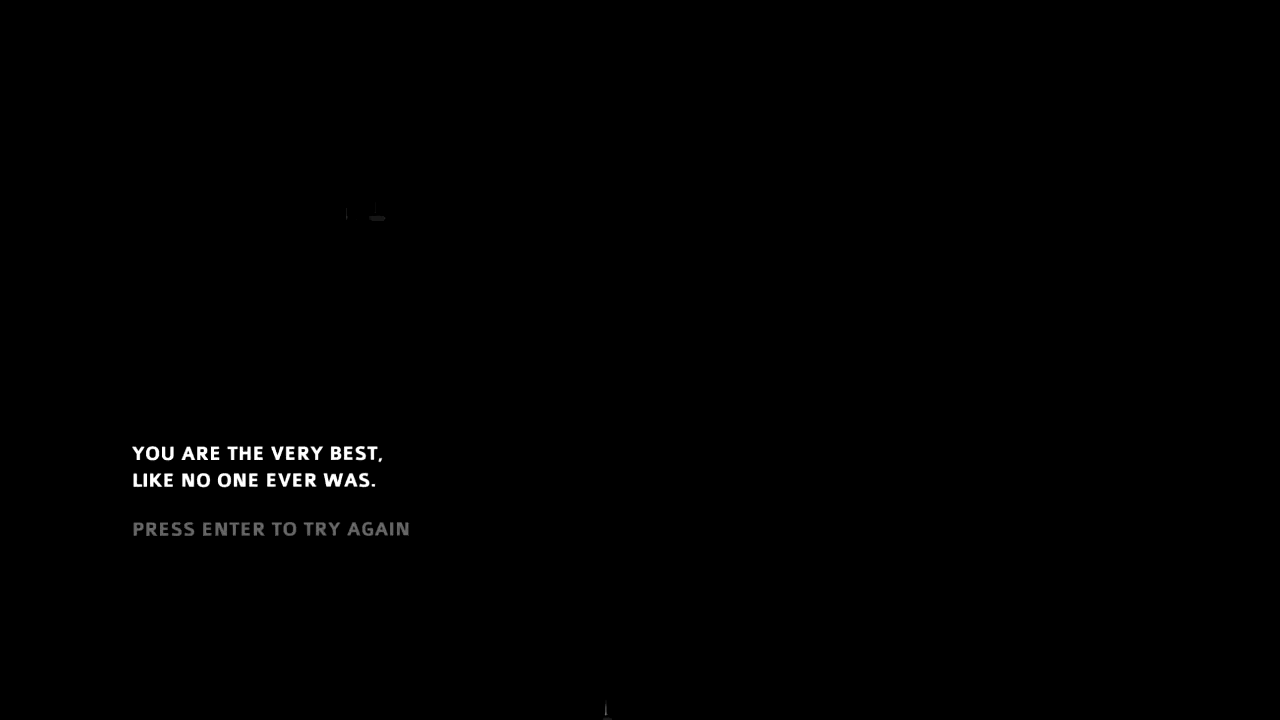 YOU ARE THE VERY BEST,
LIKE NO ONE EVER WAS.
PRESS ENTER TO TRY AGAIN